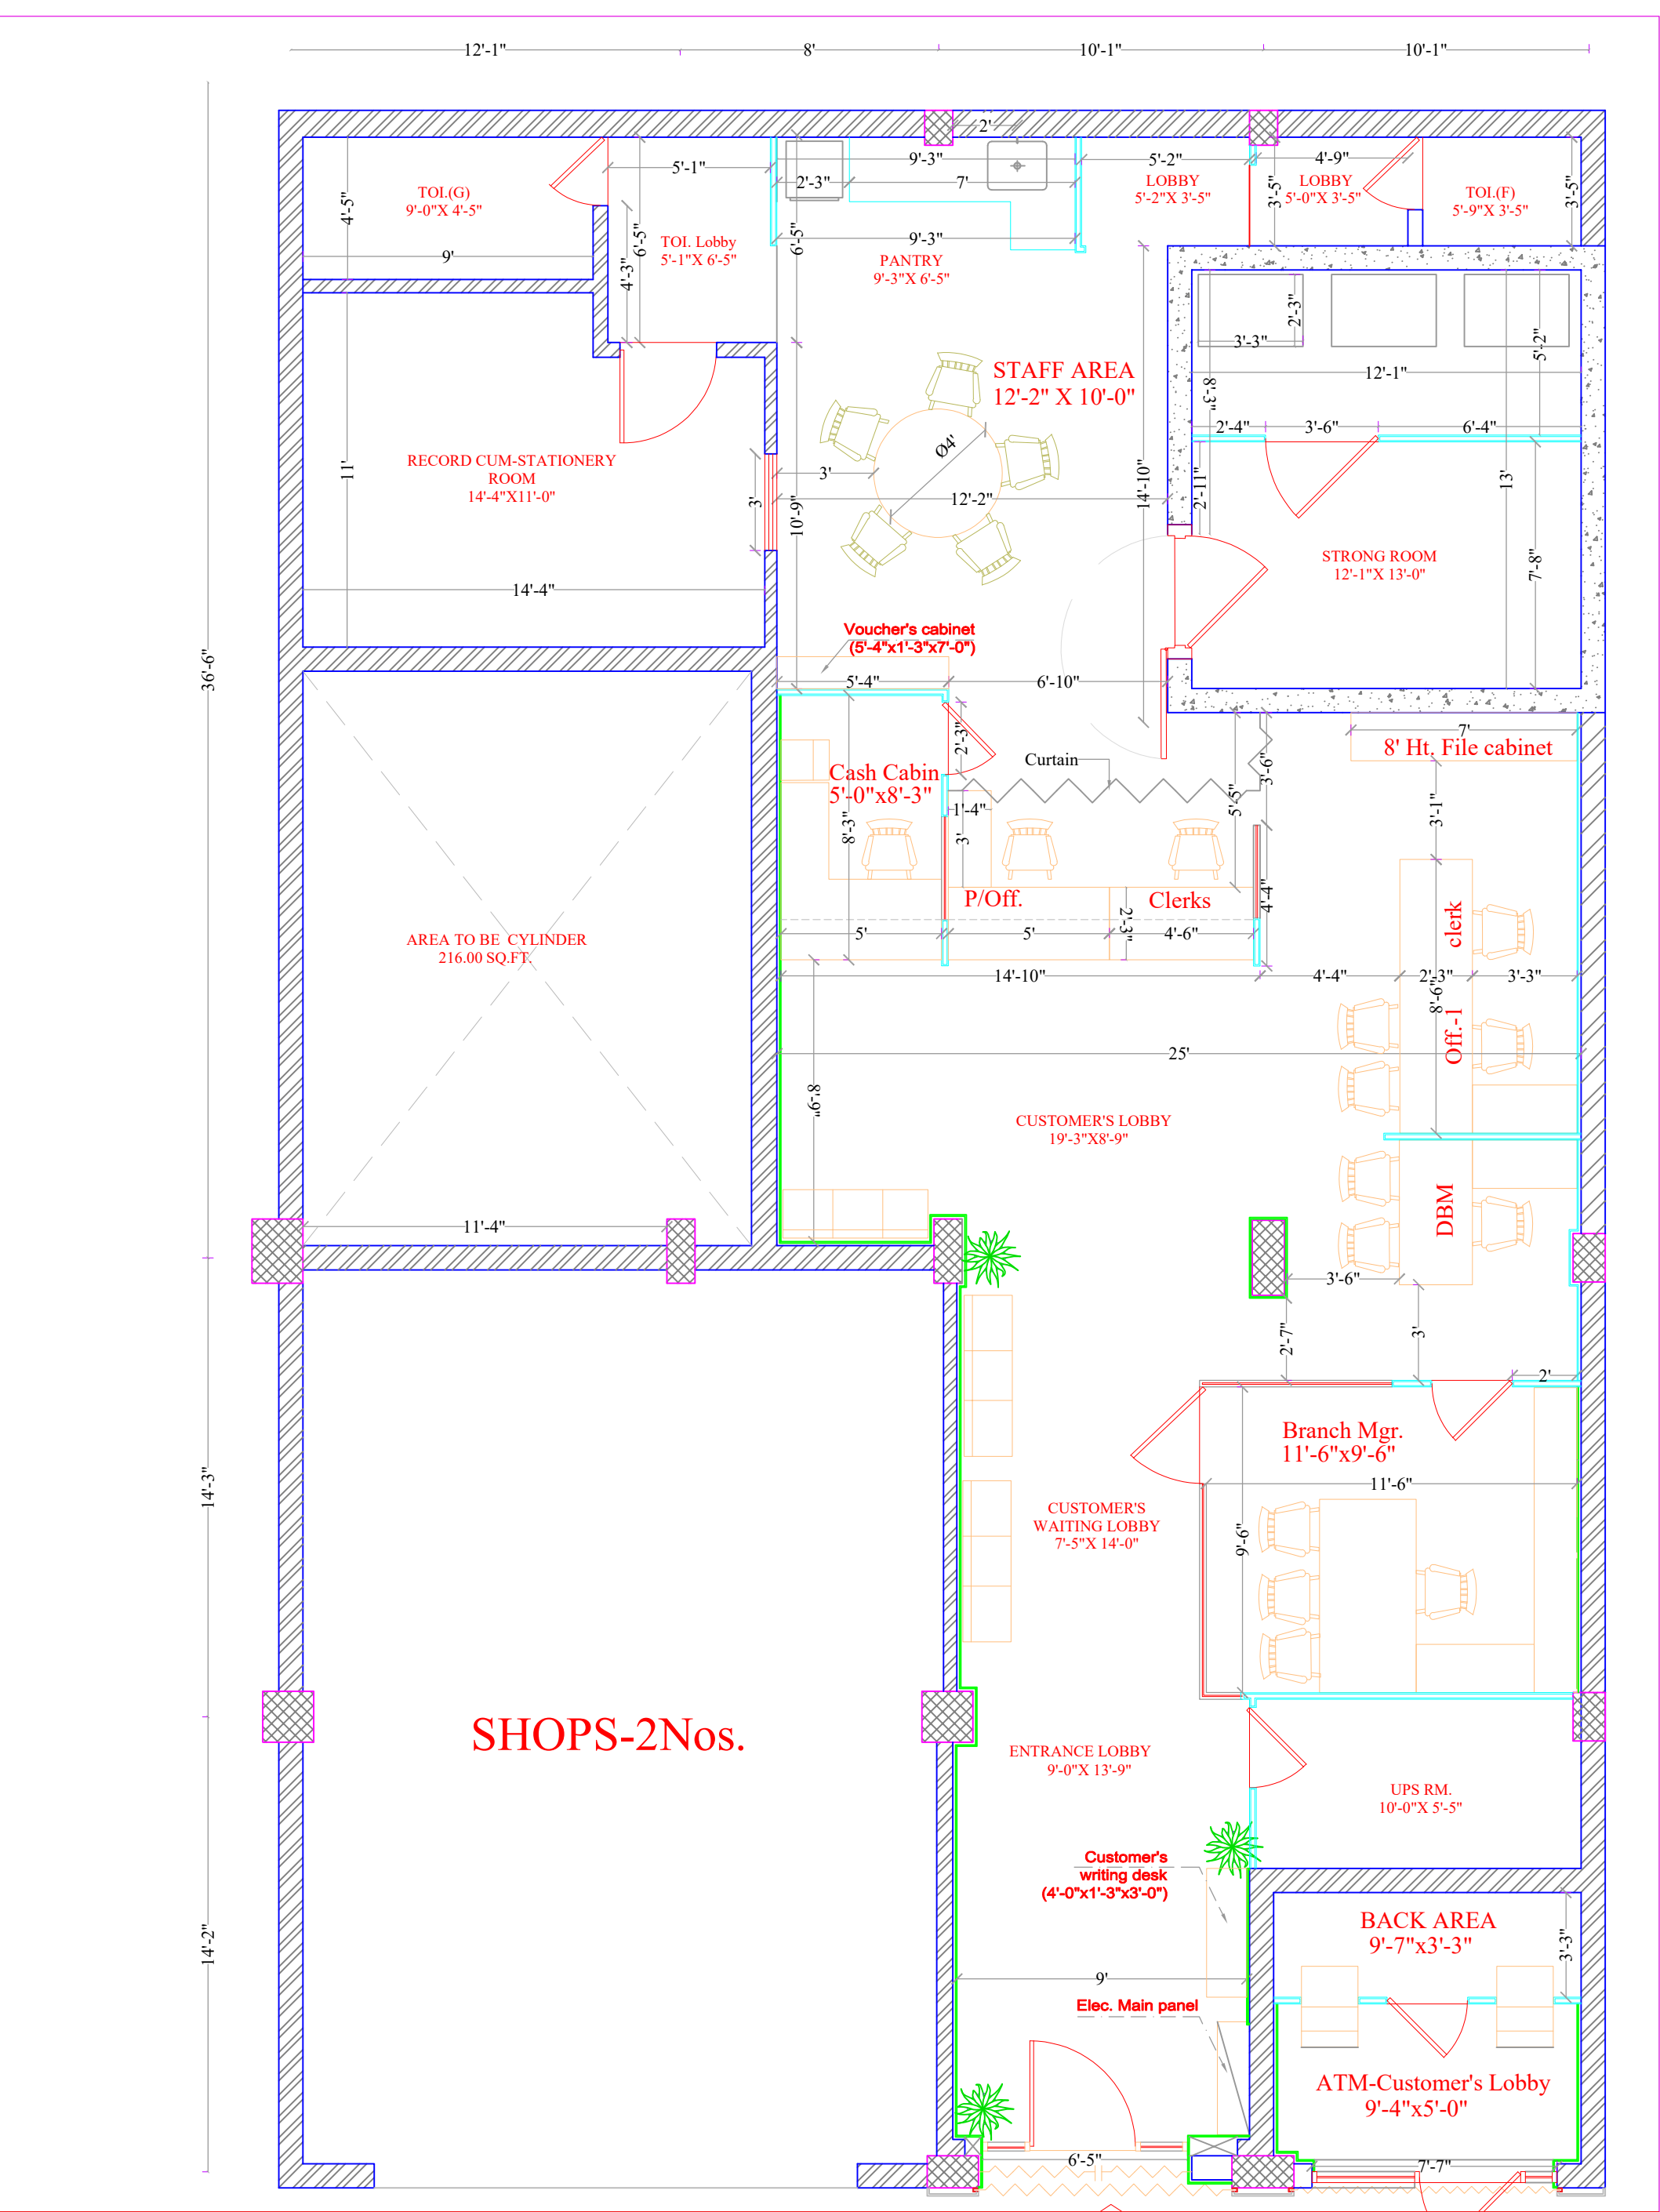 12'-1" 8' 10'-1" 10'-1"
2'
5'-1" 9'-3" 5'-2" 4'-9"
2'-3" 7'
TOI.(G)
9'-0"X 4'-5"
4'-5"
LOBBY
5'-2"X 3'-5"
3'-5"
LOBBY
5'-0"X 3'-5"
TOI.(F)
5'-9"X 3'-5"
3'-5"
9'
4'-3"
6'-5"
TOI. Lobby
5'-1"X 6'-5"
6'-5"
9'-3"
PANTRY
9'-3"X 6'-5"
2'-3"
3'-3"
5'-2"
12'-1"
8'-3"
STAFF AREA
12'-2" X 10'-0"
2'-4" 3'-6" 6'-4"
Ø4'
RECORD CUM-STATIONERY
ROOM
14'-4"X11'-0"
11'
3'
3'
12'-2"
10'-9"
14'-10"
2'-11"
13'
7'-8"
STRONG ROOM
12'-1"X 13'-0"
14'-4"
36'-6"
Voucher's cabinet
(5'-4"x1'-3"x7'-0")
5'-4" 6'-10"
7'
8' Ht. File cabinet
2'-3"
Curtain
3'-6"
Cash Cabin
5'-0"x8'-3"
8'-3"
1'-4"
3'
5'-5"
3'-1"
P/Off.
Clerks
4'-4"
2'-3"
clerk
5' 5' 4'-6"
AREA TO BE CYLINDER
216.00 SQ.FT.
14'-10" 4'-4" 2'-3" 3'-3"
8'-6"
Off.-1
25'
8'-9"
CUSTOMER'S LOBBY
19'-3"X8'-9"
DBM
11'-4"
3'-6"
2'-7"
3'
2'
Branch Mgr.
11'-6"x9'-6"
11'-6"
9'-6"
14'-3"
CUSTOMER'S
WAITING LOBBY
7'-5"X 14'-0"
SHOPS-2Nos.
ENTRANCE LOBBY
9'-0"X 13'-9"
UPS RM.
10'-0"X 5'-5"
Customer's
writing desk
(4'-0"x1'-3"x3'-0")
BACK AREA
9'-7"x3'-3"
3'-3"
14'-2"
9'
Elec. Main panel
ATM-Customer's Lobby
9'-4"x5'-0"
6'-5"
7'-7"